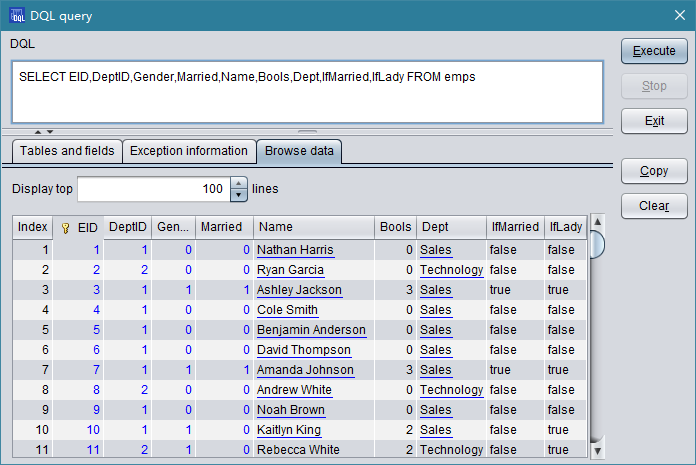 DQL query
DQL
SELECT EID,DeptID,Gender,Married,Name,Bools,Dept,IfMarried,IfLady FROM emps
Execute
Stop
Exit
Copy
Clear
Tables and fields Exception information Browse data
Display top 100 lines
Index EID DeptID Gen... Married Name Bools Dept IfMarried IfLady
1 1 1 0 0 Nathan Harris 0 Sales false false
2 2 2 0 0 Ryan Garcia 0 Technology false false
3 3 1 1 1 Ashley Jackson 3 Sales true true
4 4 1 0 0 Cole Smith 0 Sales false false
5 5 1 0 0 Benjamin Anderson 0 Sales false false
6 6 1 0 0 David Thompson 0 Sales false false
7 7 1 1 1 Amanda Johnson 3 Sales true true
8 8 2 0 0 Andrew White 0 Technology false false
9 9 1 0 0 Noah Brown 0 Sales false false
10 10 1 1 0 Kaitlyn King 2 Sales false true
11 11 2 1 0 Rebecca White 2 Technology false true